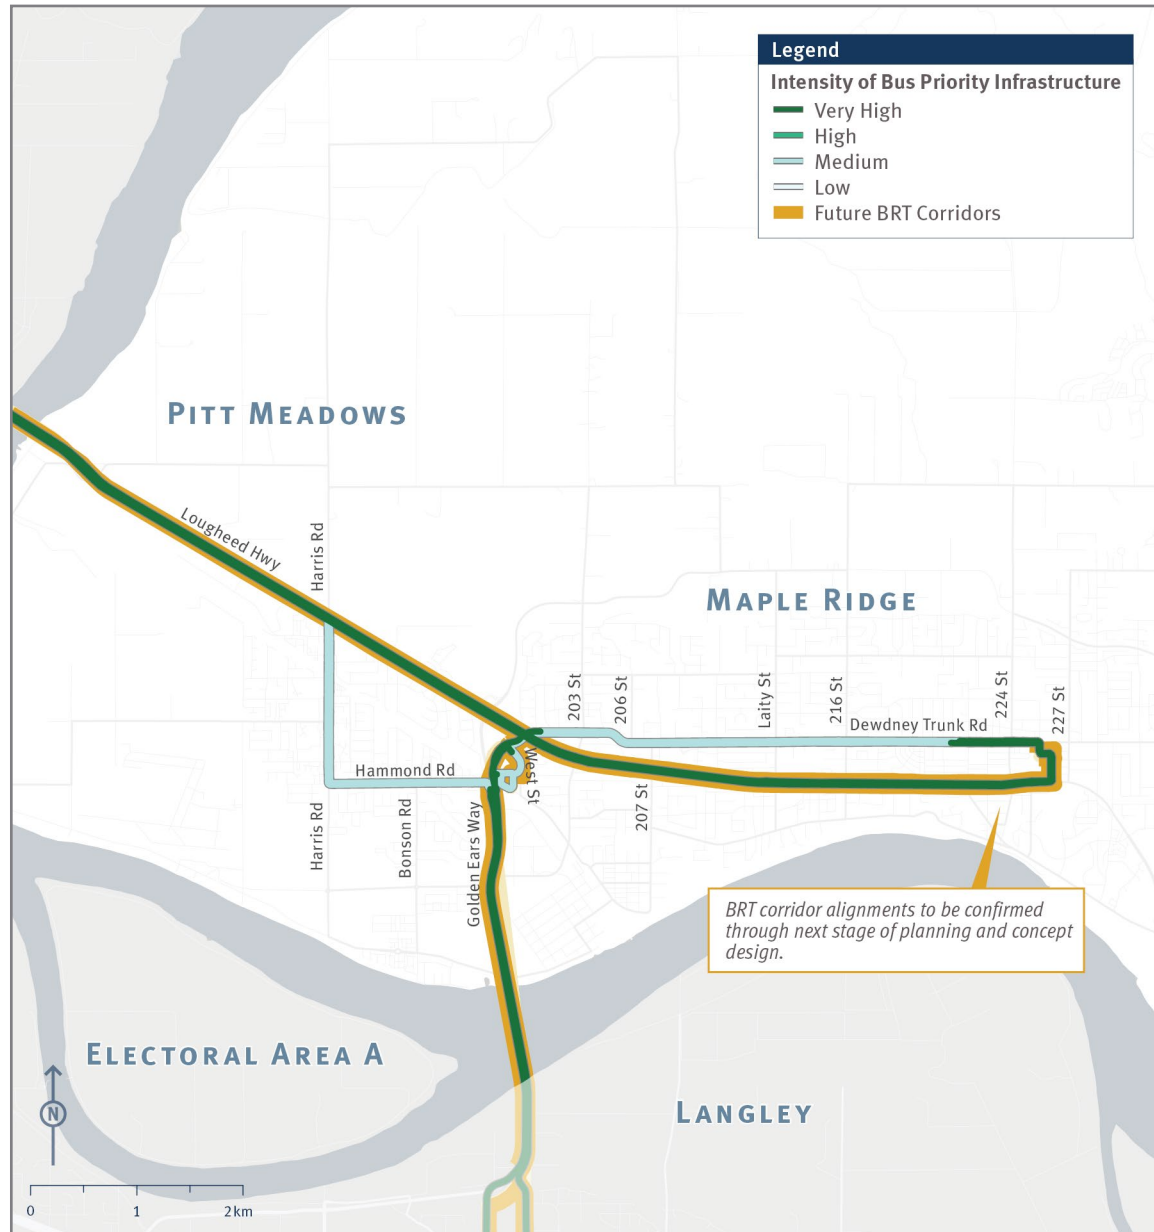 Legend
Intensity of Bus Priority Infrastructure
Very High
High
Medium
Low
Future BRT Corridors
PITT MEADOWS
Lougheed Hwy
Harris Rd
MAPLE RIDGE
203 St
206 St
Laity St
216 St
Dewdney Trunk Rd
224 St
227 St
Hammond Rd
West St
Harris Rd
Bonson Rd
Golden Ears Way
207 St
BRT corridor alignments to be confirmed
through next stage of planning and concept
design.
ELECTORAL AREA A
LANGLEY
N
0 1 2km